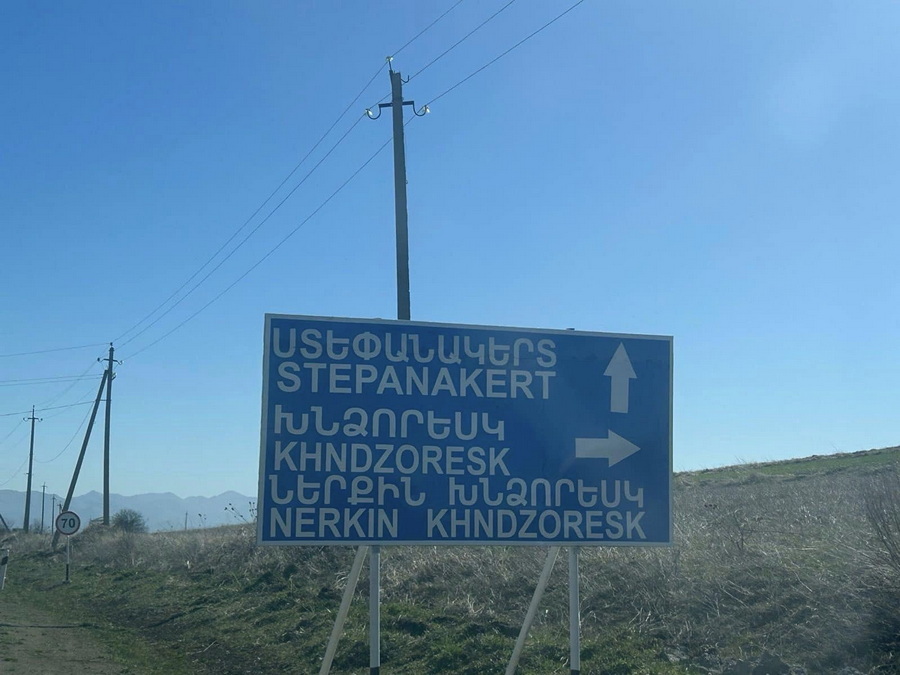 ՍՏԵՓԱՆԱԿԵՐՏ
STEPANAKERT
ԽՆՁՈՐԵՍԿ
KHNDZORESK
ՆԵՐՔԻՆ ԽՆՁՈՐԵՍԿ
NERKIN KHNDZORESK
70